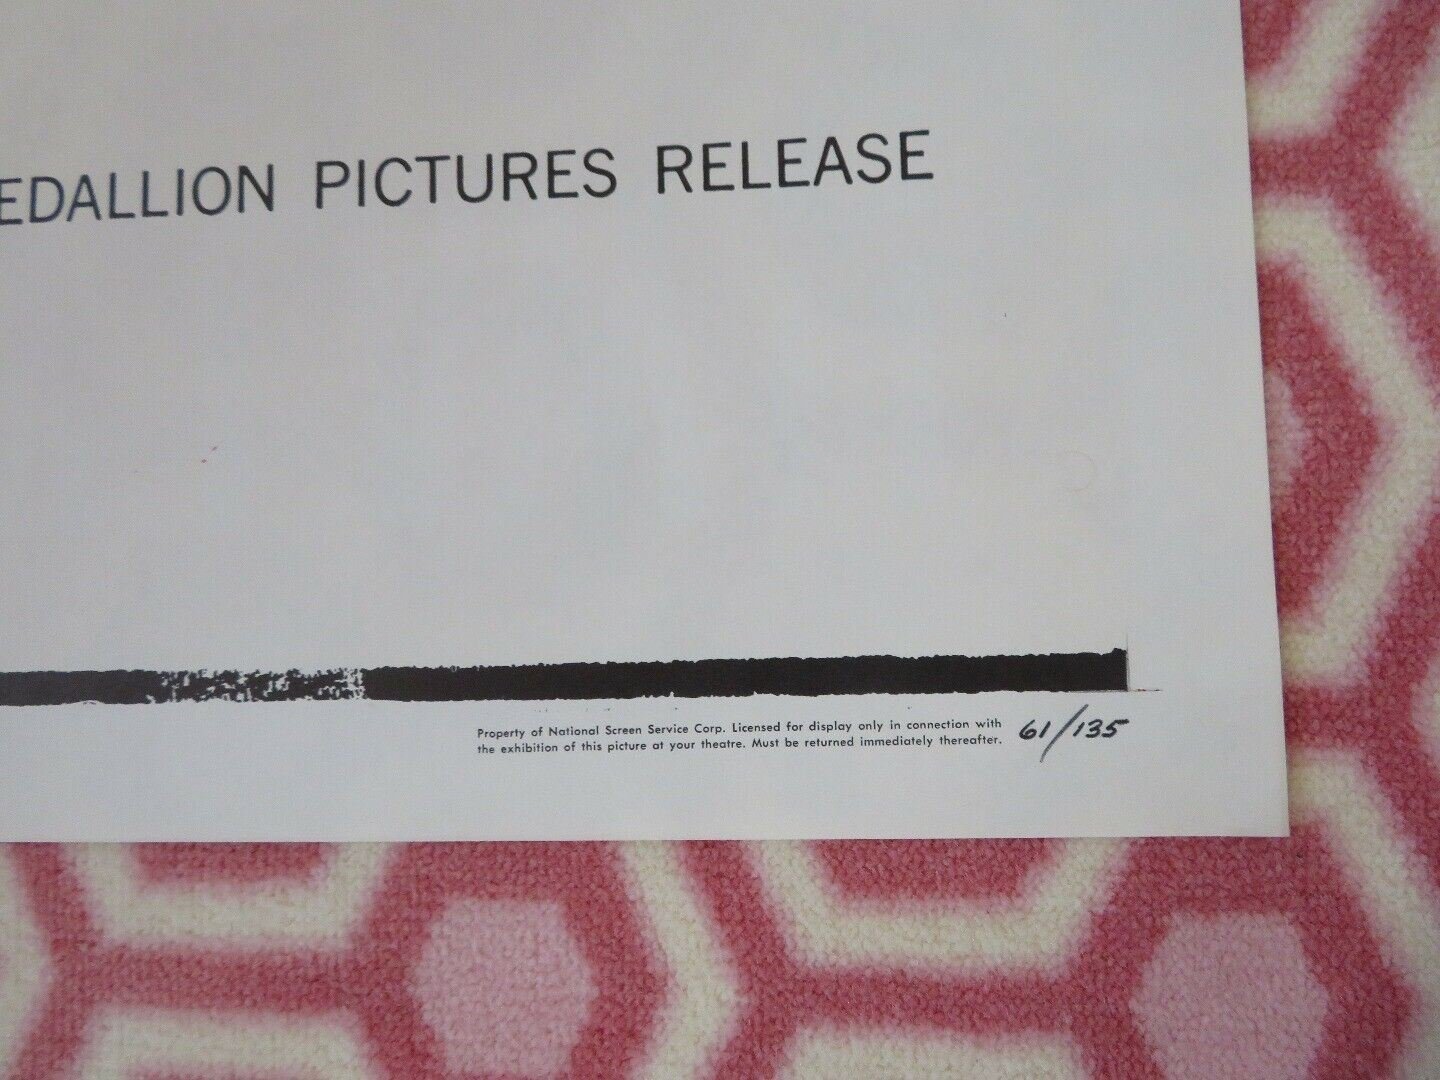 EDALLION PICTURES RELEASE
Property of National Screen Service Corp. Licensed for display only in connection with
the exhibition of this picture at your theatre. Must be returned immediately thereafter.
61/135